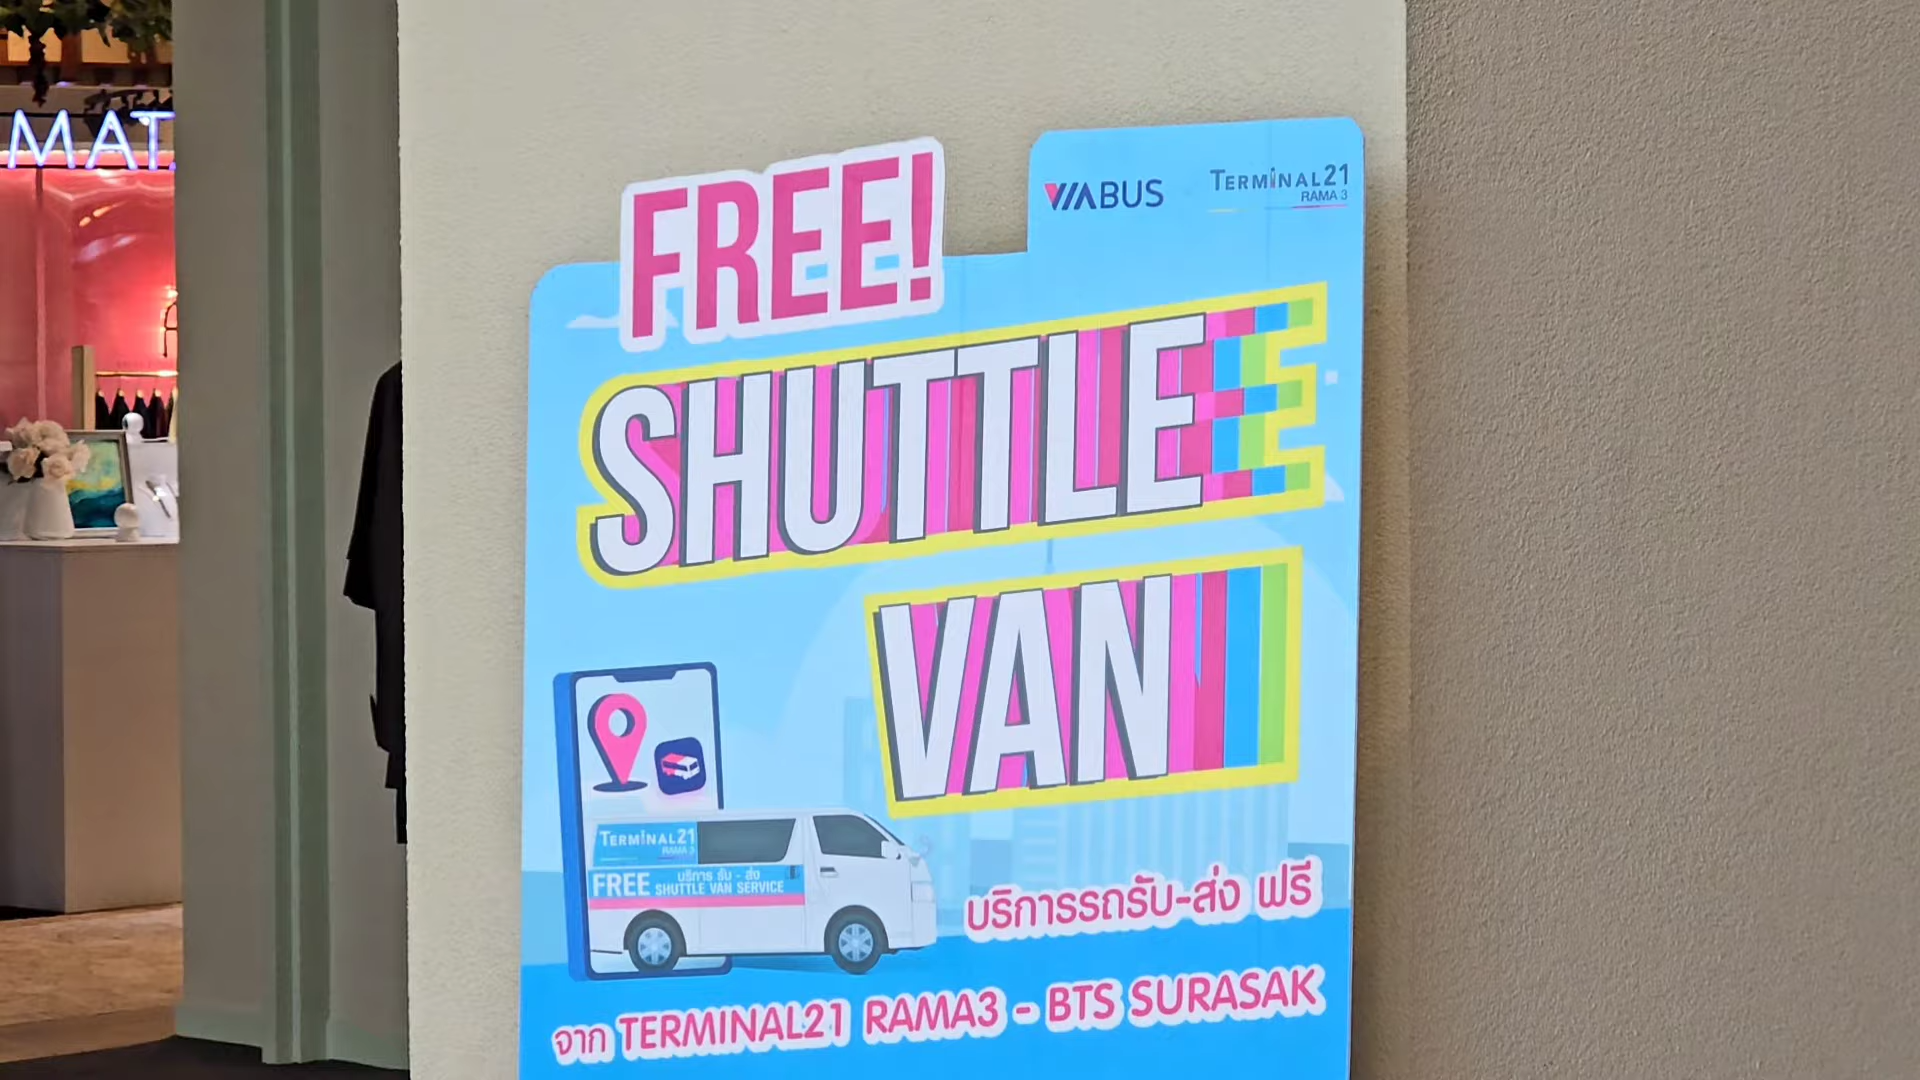 MAT
FREE!
VIABUS
TERMINAL21
RAMA 3
SHUTTLE
VAN
TERMINAL21
RAMA 3
FREE บริการ รับ - ส่ง
SHUTTLE VAN SERVICE
บริการรถรับ-ส่ง ฟรี
จาก TERMINAL21 RAMA3 - BTS SURASAK